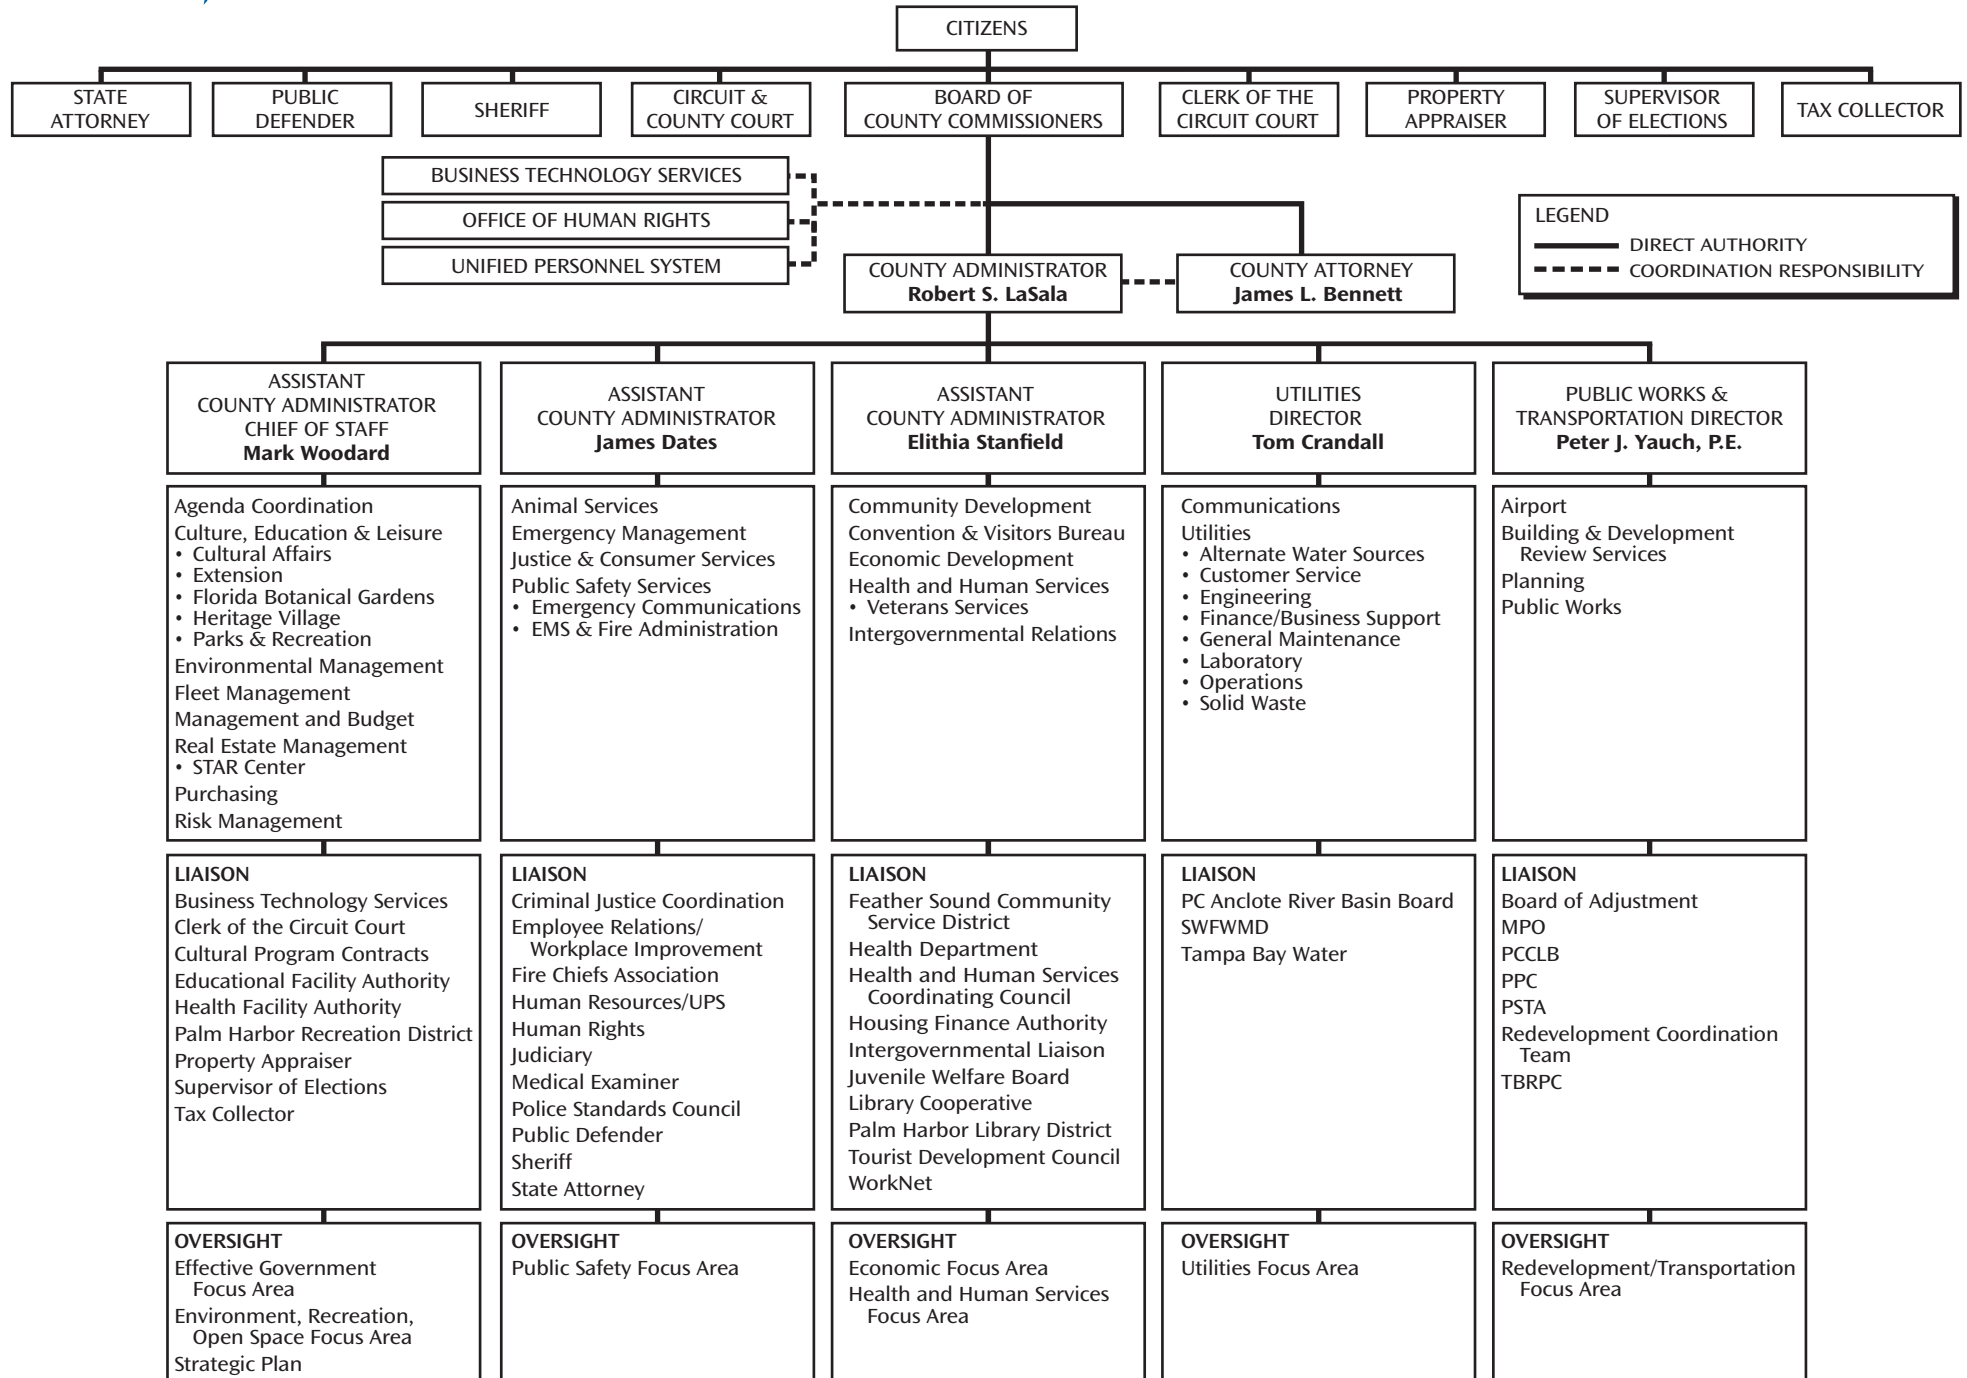 CITIZENS
STATE
ATTORNEY
PUBLIC
DEFENDER
SHERIFF
CIRCUIT &
COUNTY COURT
BOARD OF
COUNTY COMMISSIONERS
CLERK OF THE
CIRCUIT COURT
PROPERTY
APPRAISER
SUPERVISOR
OF ELECTIONS
TAX COLLECTOR
BUSINESS TECHNOLOGY SERVICES
OFFICE OF HUMAN RIGHTS
UNIFIED PERSONNEL SYSTEM
LEGEND
DIRECT AUTHORITY
COORDINATION RESPONSIBILITY
COUNTY ADMINISTRATOR
Robert S. LaSala
COUNTY ATTORNEY
James L. Bennett
ASSISTANT
COUNTY ADMINISTRATOR
CHIEF OF STAFF
Mark Woodard
ASSISTANT
COUNTY ADMINISTRATOR
James Dates
ASSISTANT
COUNTY ADMINISTRATOR
Elithia Stanfield
UTILITIES
DIRECTOR
Tom Crandall
PUBLIC WORKS &
TRANSPORTATION DIRECTOR
Peter J. Yauch, P.E.
Agenda Coordination
Culture, Education & Leisure
• Cultural Affairs
• Extension
• Florida Botanical Gardens
• Heritage Village
• Parks & Recreation
Environmental Management
Fleet Management
Management and Budget
Real Estate Management
• STAR Center
Purchasing
Risk Management
Animal Services
Emergency Management
Justice & Consumer Services
Public Safety Services
• Emergency Communications
• EMS & Fire Administration
Community Development
Convention & Visitors Bureau
Economic Development
Health and Human Services
• Veterans Services
Intergovernmental Relations
Communications
Utilities
• Alternate Water Sources
• Customer Service
• Engineering
• Finance/Business Support
• General Maintenance
• Laboratory
• Operations
• Solid Waste
Airport
Building & Development
Review Services
Planning
Public Works
LIAISON
Business Technology Services
Clerk of the Circuit Court
Cultural Program Contracts
Educational Facility Authority
Health Facility Authority
Palm Harbor Recreation District
Property Appraiser
Supervisor of Elections
Tax Collector
LIAISON
Criminal Justice Coordination
Employee Relations/
Workplace Improvement
Fire Chiefs Association
Human Resources/UPS
Human Rights
Judiciary
Medical Examiner
Police Standards Council
Public Defender
Sheriff
State Attorney
LIAISON
Feather Sound Community
Service District
Health Department
Health and Human Services
Coordinating Council
Housing Finance Authority
Intergovernmental Liaison
Juvenile Welfare Board
Library Cooperative
Palm Harbor Library District
Tourist Development Council
WorkNet
LIAISON
PC Anclote River Basin Board
SWFWMD
Tampa Bay Water
LIAISON
Board of Adjustment
MPO
PCCLB
PPC
PSTA
Redevelopment Coordination
Team
TBRPC
OVERSIGHT
Effective Government
Focus Area
Environment, Recreation,
Open Space Focus Area
Strategic Plan
OVERSIGHT
Public Safety Focus Area
OVERSIGHT
Economic Focus Area
Health and Human Services
Focus Area
OVERSIGHT
Utilities Focus Area
OVERSIGHT
Redevelopment/Transportation
Focus Area